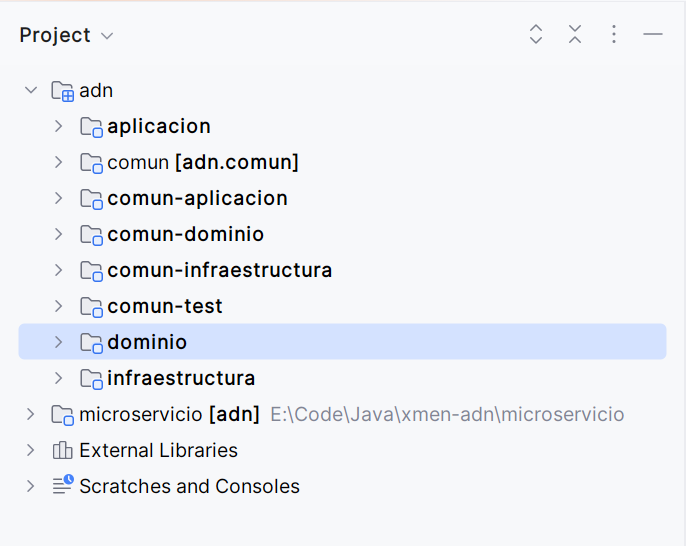 Project
adn
aplicacion
comun [adn.comun]
comun-aplicacion
comun-dominio
comun-infraestructura
comun-test
dominio
infraestructura
microservicio [adn] E:\Code\Java\xmen-adn\microservicio
External Libraries
Scratches and Consoles